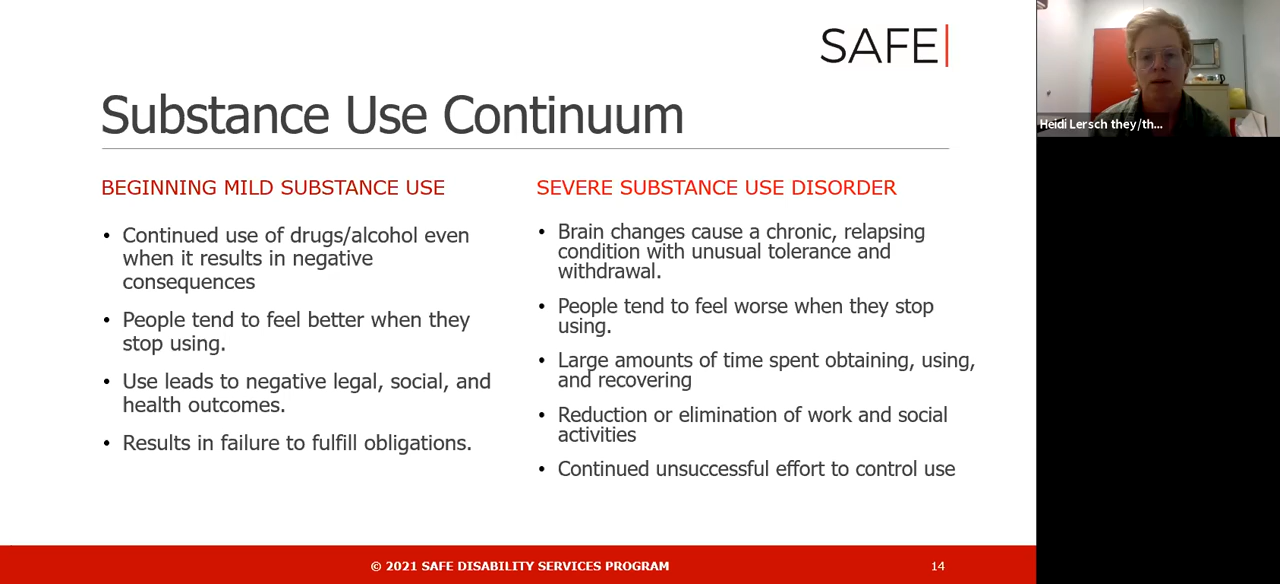 SAFE
Substance Use Continuum
BEGINNING MILD SUBSTANCE USE
• Continued use of drugs/alcohol even
when it results in negative
consequences
• People tend to feel better when they
stop using.
• Use leads to negative legal, social, and
health outcomes.
• Results in failure to fulfill obligations.
SEVERE SUBSTANCE USE DISORDER
• Brain changes cause a chronic, relapsing
condition with unusual tolerance and
withdrawal.
• People tend to feel worse when they stop
using.
• Large amounts of time spent obtaining, using,
and recovering
• Reduction or elimination of work and social
activities
• Continued unsuccessful effort to control use
© 2021 SAFE DISABILITY SERVICES PROGRAM
14
Heidi Lersch they/th...